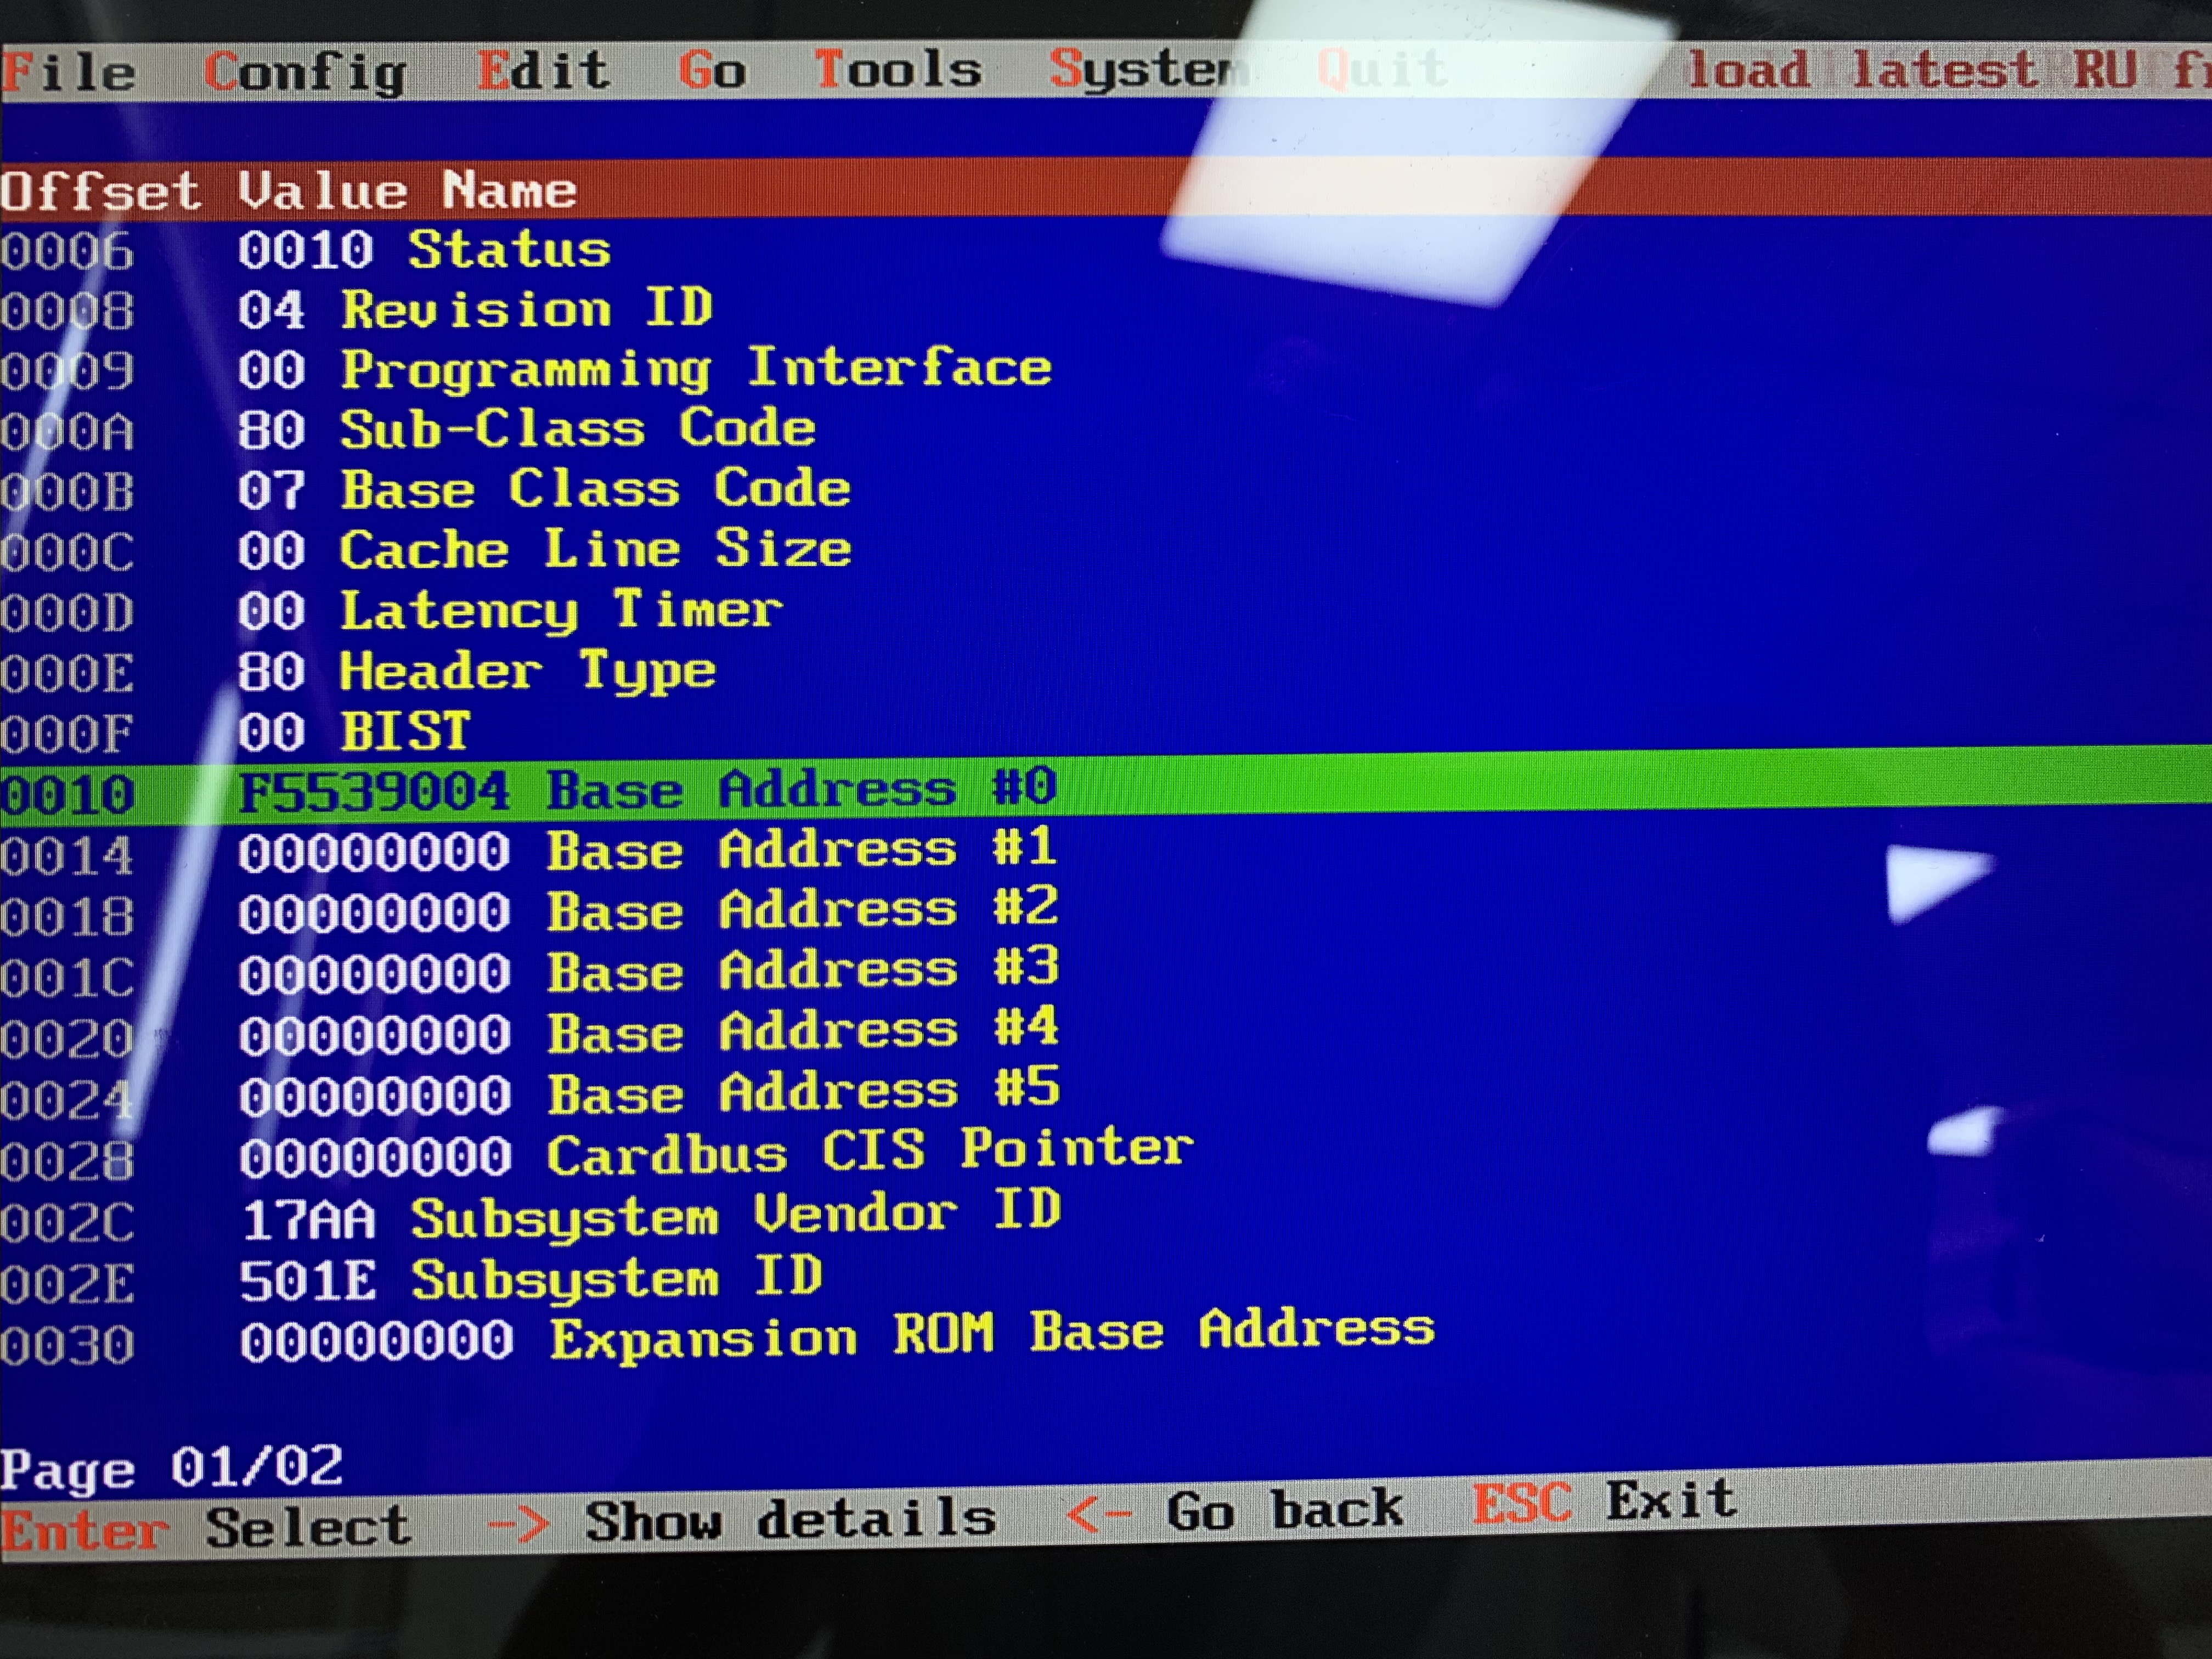 File Config Edit Go Tools System Quit load latest RU
Offset Value Name
0006 0010 Status
0008 04 Revision ID
0009 00 Programming Interface
000A 80 Sub-Class Code
000B 07 Base Class Code
000C 00 Cache Line Size
000D 00 Latency Timer
000E 80 Header Type
000F 00 BIST
0010 F5539004 Base Address #0
0014 00000000 Base Address #1
0018 00000000 Base Address #2
001C 00000000 Base Address #3
0020 00000000 Base Address #4
0024 00000000 Base Address #5
0028 00000000 Cardbus CIS Pointer
002C 17AA Subsystem Vendor ID
002E 501E Subsystem ID
0030 00000000 Expansion ROM Base Address
Page 01/02
Enter Select -> Show details <- Go back ESC Exit